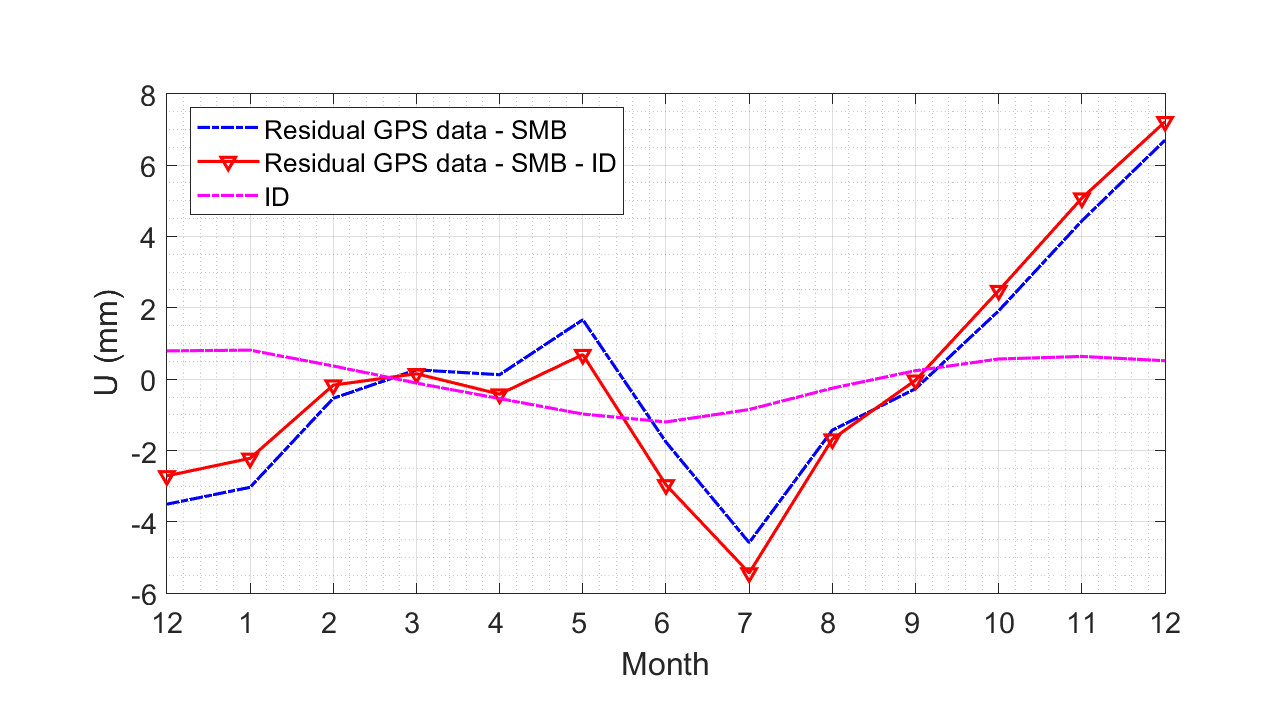 Residual GPS data - SMB
Residual GPS data - SMB - ID
ID
U (mm)
8
6
4
2
0
-2
-4
-6
12 1 2 3 4 5 6 7 8 9 10 11 12
Month